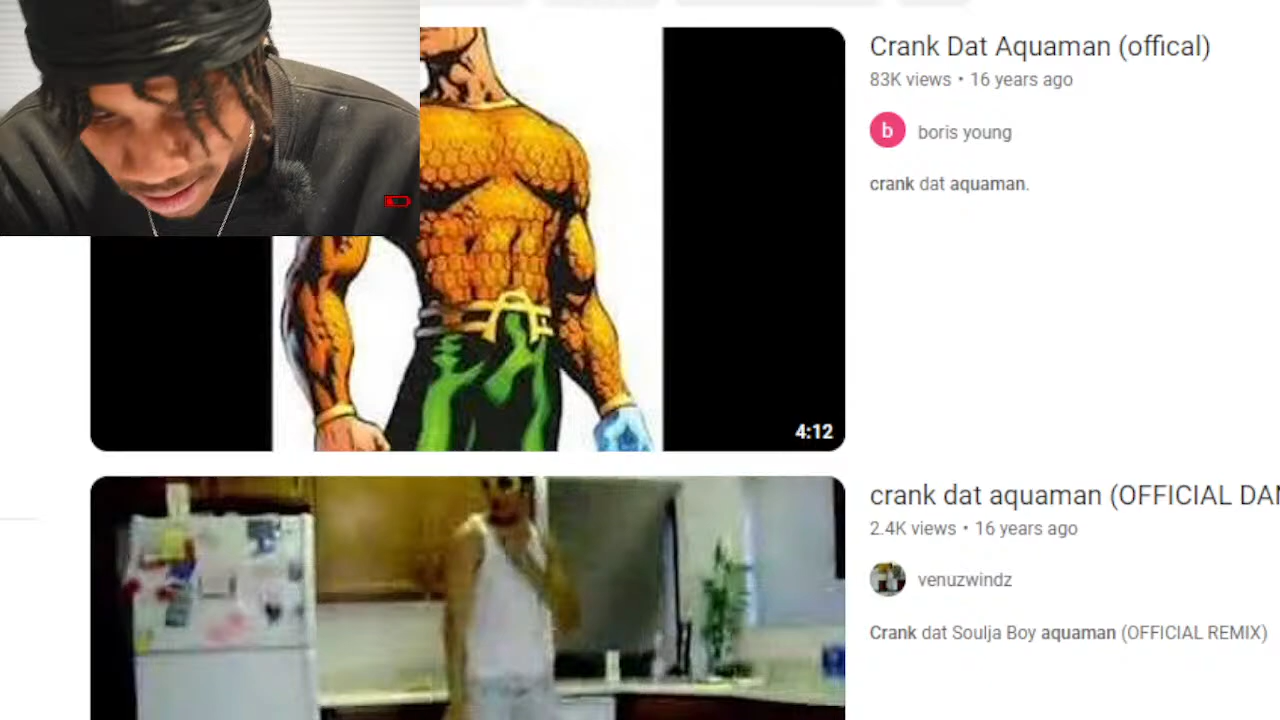 Crank Dat Aquaman (offical)
83K views • 16 years ago
b
boris young
crank dat aquaman.
4:12
crank dat aquaman (OFFICIAL DAN
2.4K views • 16 years ago
venuzwindz
Crank dat Soulja Boy aquaman (OFFICIAL REMIX)